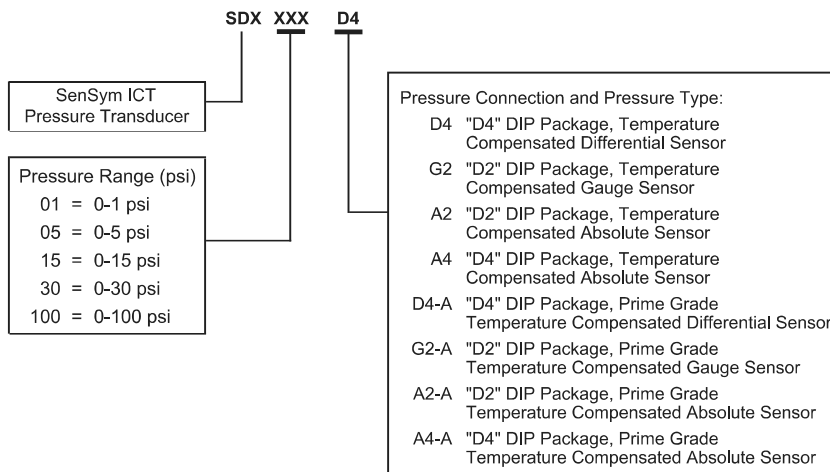 SDX XXX D4
SenSym ICT
Pressure Transducer
Pressure Range (psi)
01 = 0-1 psi
05 = 0-5 psi
15 = 0-15 psi
30 = 0-30 psi
100 = 0-100 psi
Pressure Connection and Pressure Type:
D4 "D4" DIP Package, Temperature
Compensated Differential Sensor
G2 "D2" DIP Package, Temperature
Compensated Gauge Sensor
A2 "D2" DIP Package, Temperature
Compensated Absolute Sensor
A4 "D4" DIP Package, Temperature
Compensated Absolute Sensor
D4-A "D4" DIP Package, Prime Grade
Temperature Compensated Differential Sensor
G2-A "D2" DIP Package, Prime Grade
Temperature Compensated Gauge Sensor
A2-A "D2" DIP Package, Prime Grade
Temperature Compensated Absolute Sensor
A4-A "D4" DIP Package, Prime Grade
Temperature Compensated Absolute Sensor